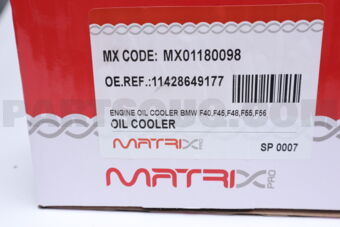 MX CODE: MX01180098
OE.REF.:11428649177
ENGINE OIL COOLER BMW F40,F45,F48,F55,F56
OIL COOLER
MATRIX PRO SP 0007
MATRIX PRO